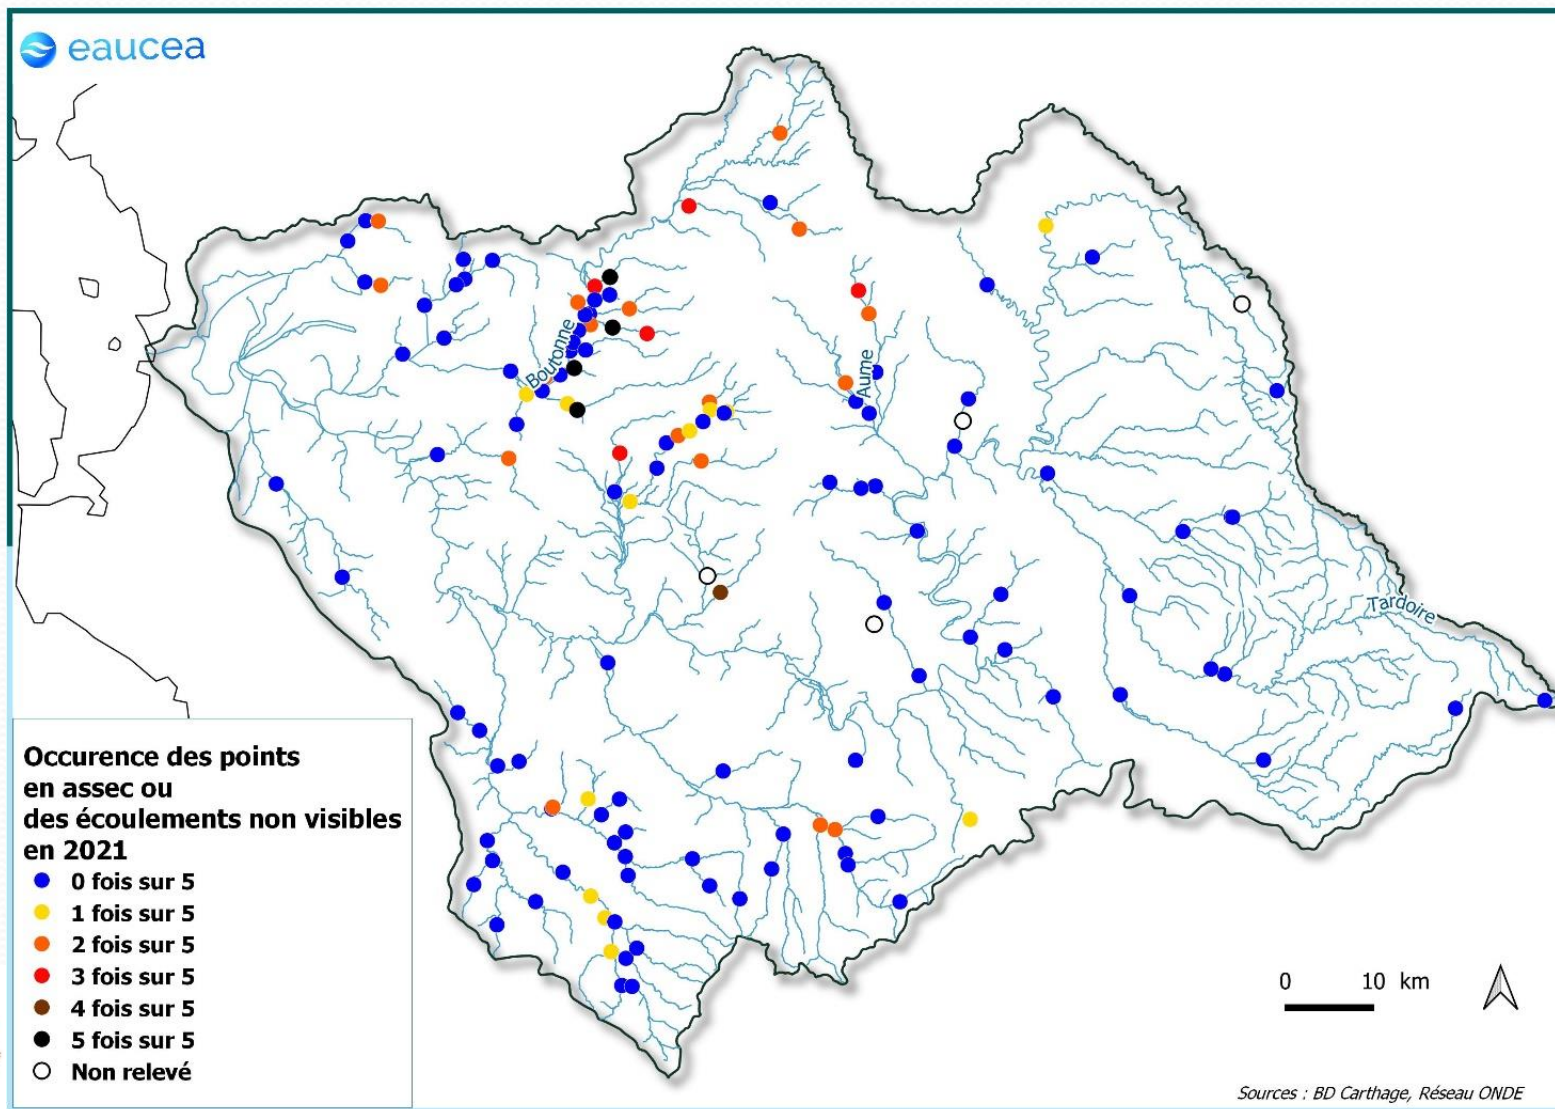 eaucea
Boutonne
Aume
Tardoire
Occurence des points
en assec ou
des écoulements non visibles
en 2021
0 fois sur 5
1 fois sur 5
2 fois sur 5
3 fois sur 5
4 fois sur 5
5 fois sur 5
Non relevé
0 10 km
Sources : BD Carthage, Réseau ONDE